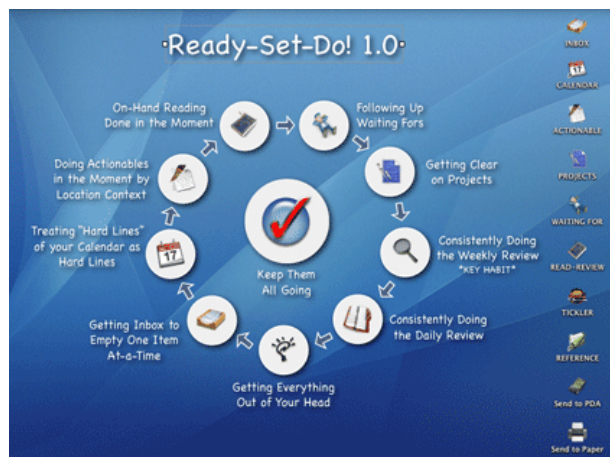 Ready-Set-Do! 1.0
On-Hand Reading
Done in the Moment
Following Up
Waiting Fors
Getting Clear
on Projects
Consistently Doing
the Weekly Review
*KEY HABIT*
Consistently Doing
the Daily Review
Getting Everything
Out of Your Head
Getting Inbox to
Empty One Item
At-a-Time
Treating "Hard Lines"
of your Calendar as
Hard Lines
17
Doing Actionables
in the Moment by
Location Context
Keep Them
All Going
INBOX
17
CALENDAR
ACTIONABLE
PROJECTS
WAITING FOR
READ-REVIEW
TICKLER
REFERENCE
Send to PDA
Send to Paper